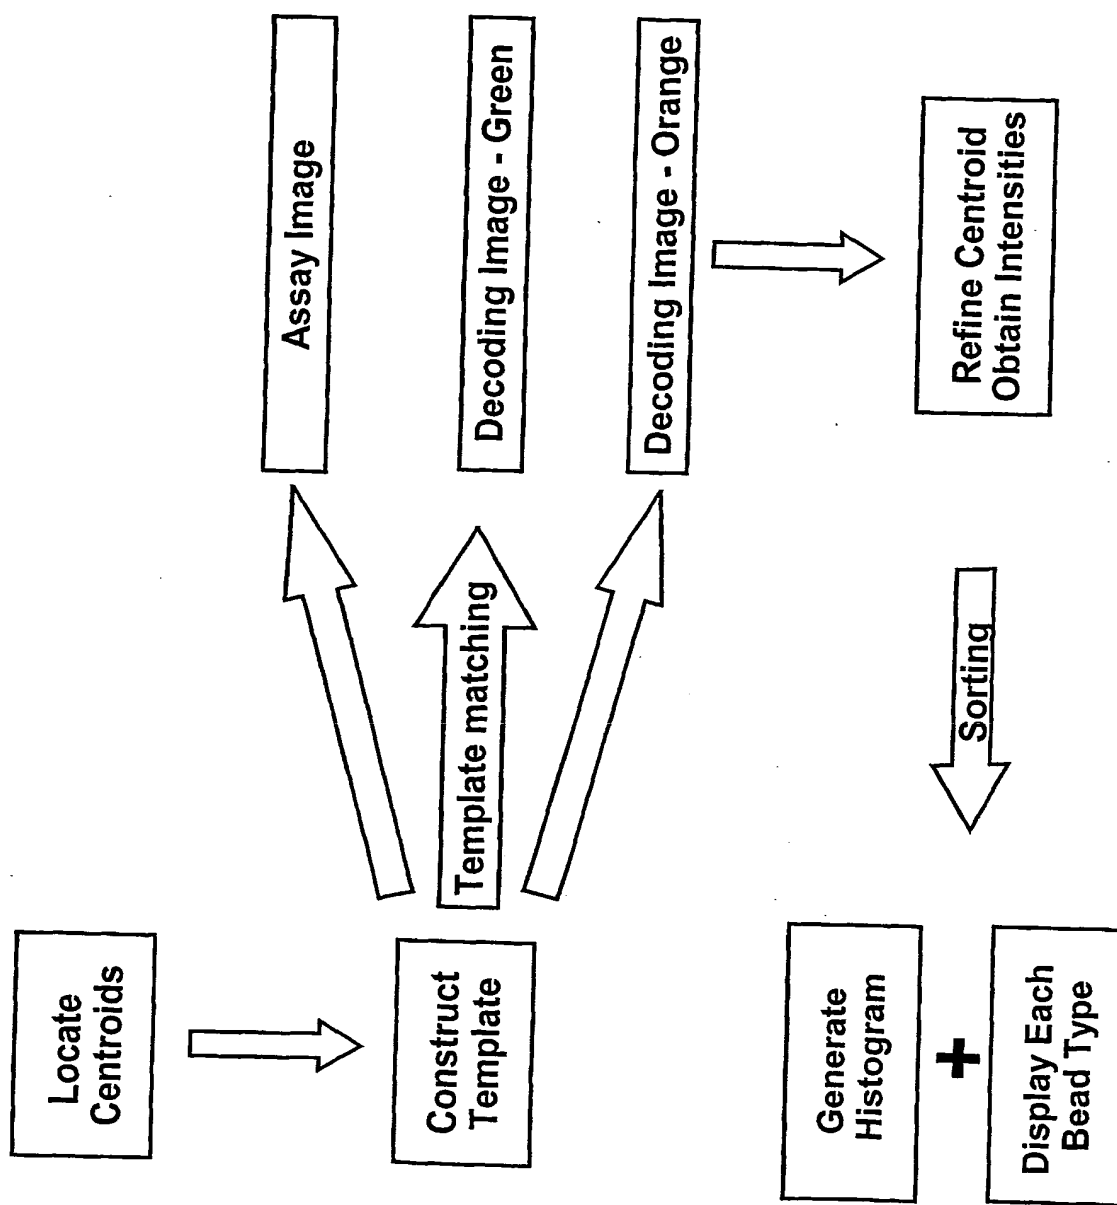 Locate
Centroids
Construct
Template
Template matching
Assay Image
Decoding Image - Green
Decoding Image - Orange
Refine Centroid
Obtain Intensities
Sorting
Generate
Histogram
+
Display Each
Bead Type